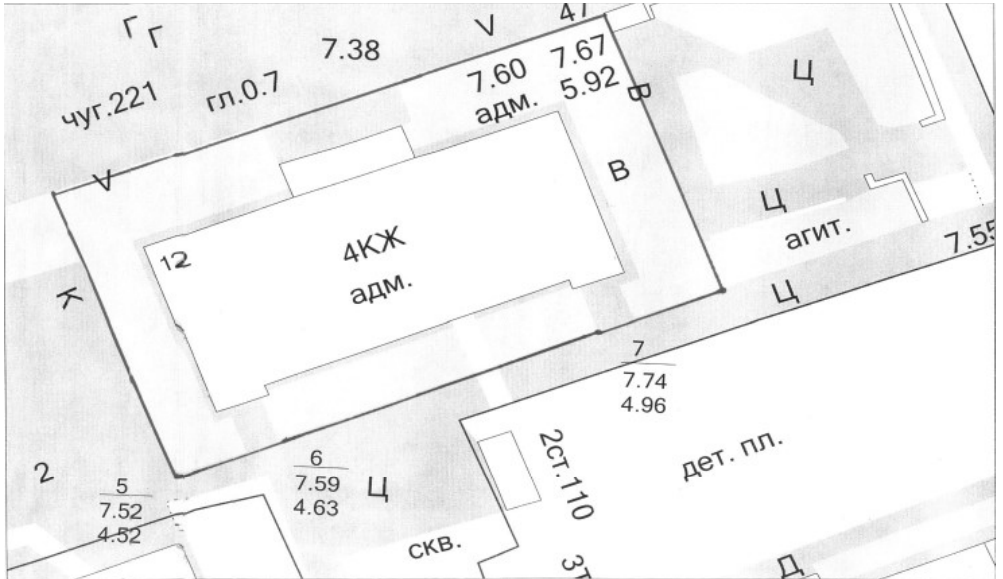 Г
Г
7.38
V
47
чуг.221
гл.0.7
7.60
адм.
7.67
5.92
В
Ц
V
В
Ц
агит.
7.55
12
4КЖ
адм.
К
Ц
7
7.74
4.96
2
5
7.52
4.52
6
7.59
4.63
Ц
2ст.110
дет. пл.
скв.
3т
Д